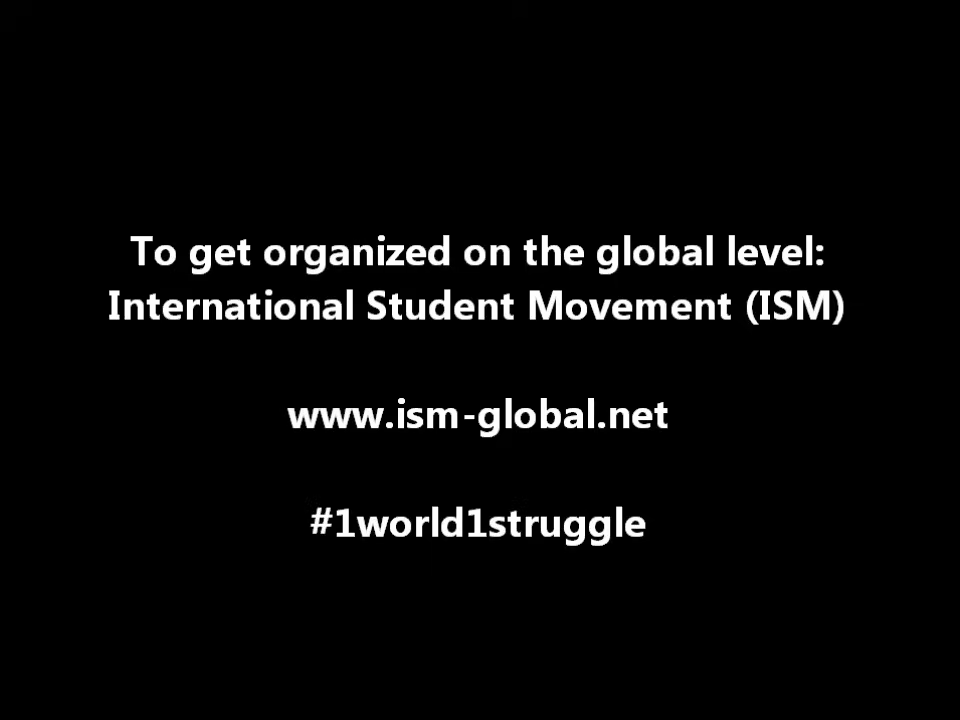 To get organized on the global level:
International Student Movement (ISM)
www.ism-global.net
#1world1struggle